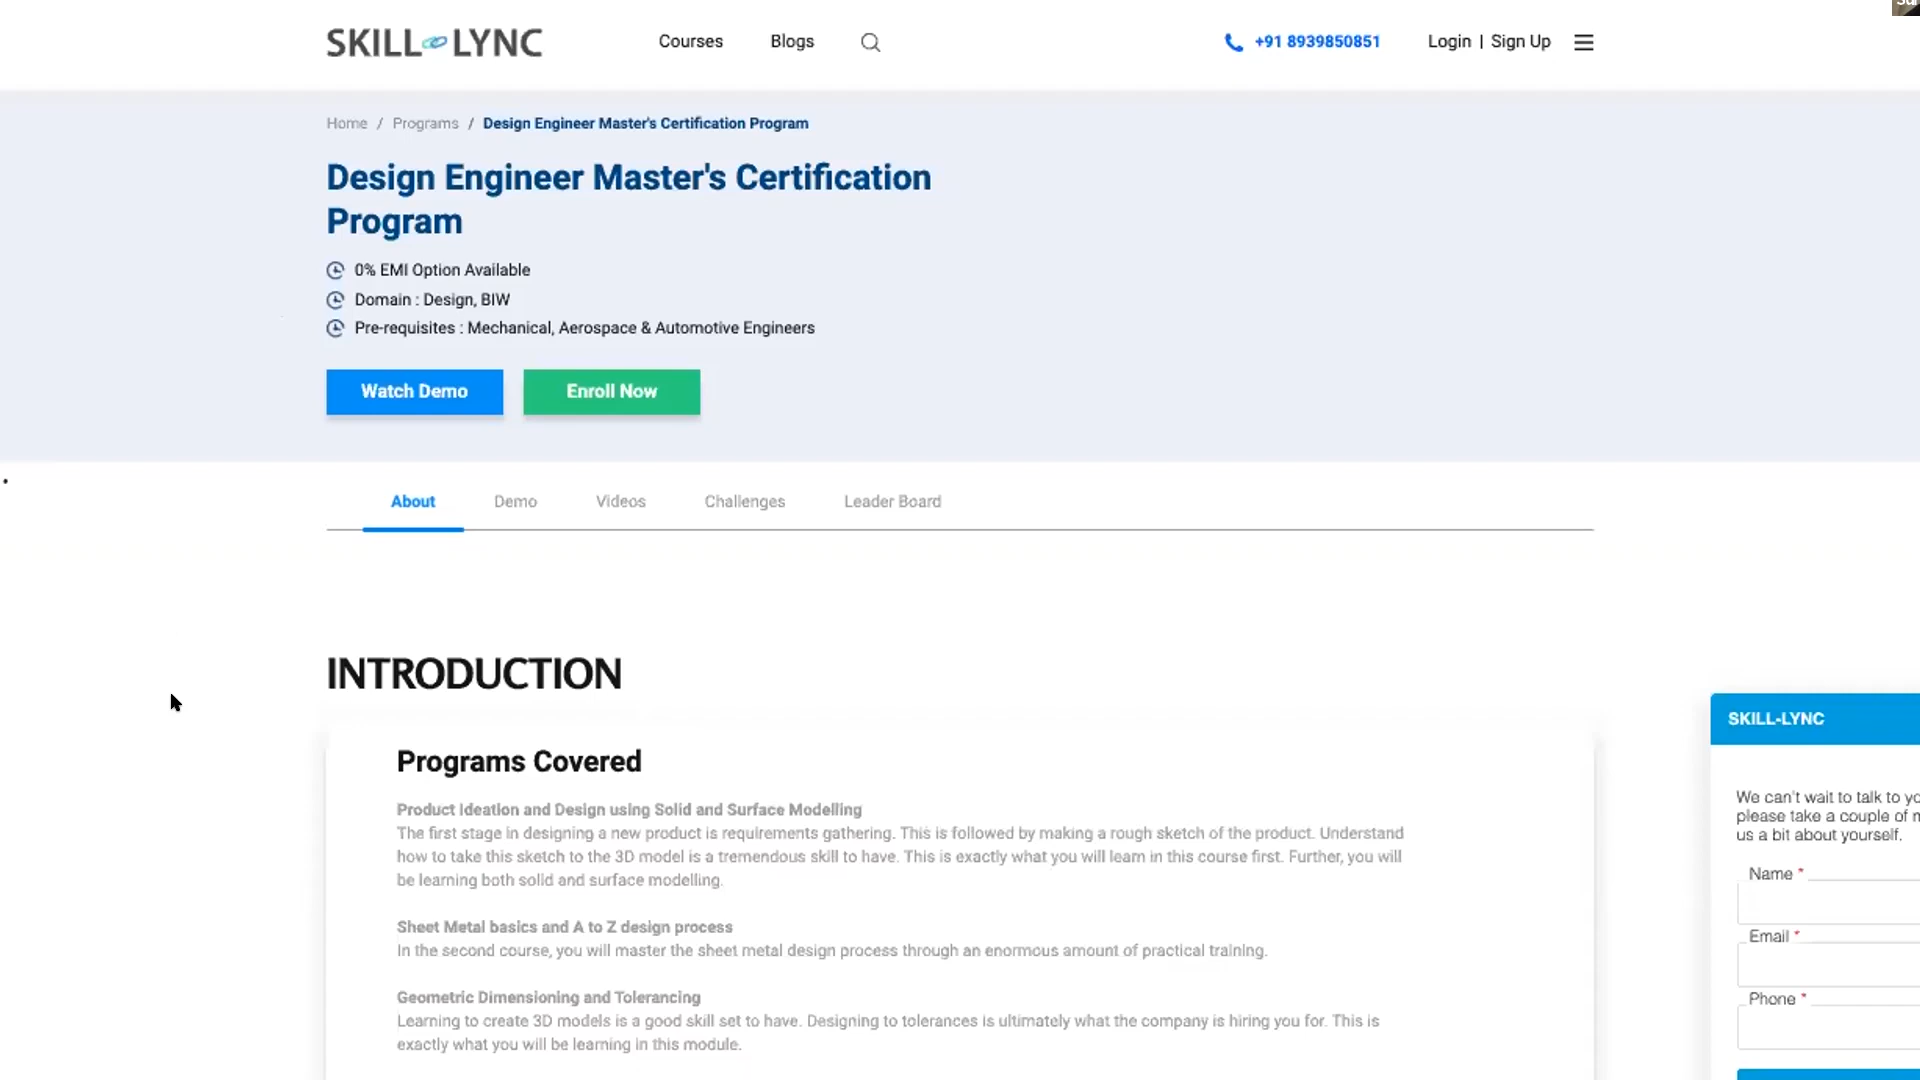 SKILL LYNC
Courses
Blogs
+91 8939850851
Login | Sign Up
Home / Programs / Design Engineer Master's Certification Program
Design Engineer Master's Certification
Program
0% EMI Option Available
Domain : Design, BIW
Pre-requisites : Mechanical, Aerospace & Automotive Engineers
Watch Demo
Enroll Now
About
Demo
Videos
Challenges
Leader Board
INTRODUCTION
Programs Covered
Product Ideation and Design using Solid and Surface Modelling
The first stage in designing a new product is requirements gathering. This is followed by making a rough sketch of the product. Understand
how to take this sketch to the 3D model is a tremendous skill to have. This is exactly what you will learn in this course first. Further, you will
be learning both solid and surface modelling.
Sheet Metal basics and A to Z design process
In the second course, you will master the sheet metal design process through an enormous amount of practical training.
Geometric Dimensioning and Tolerancing
Learning to create 3D models is a good skill set to have. Designing to tolerances is ultimately what the company is hiring you for. This is
exactly what you will be learning in this module.
SKILL-LYNC
We can't wait to talk to
please take a couple of
us a bit about yourself.
Name *
Email *
Phone *